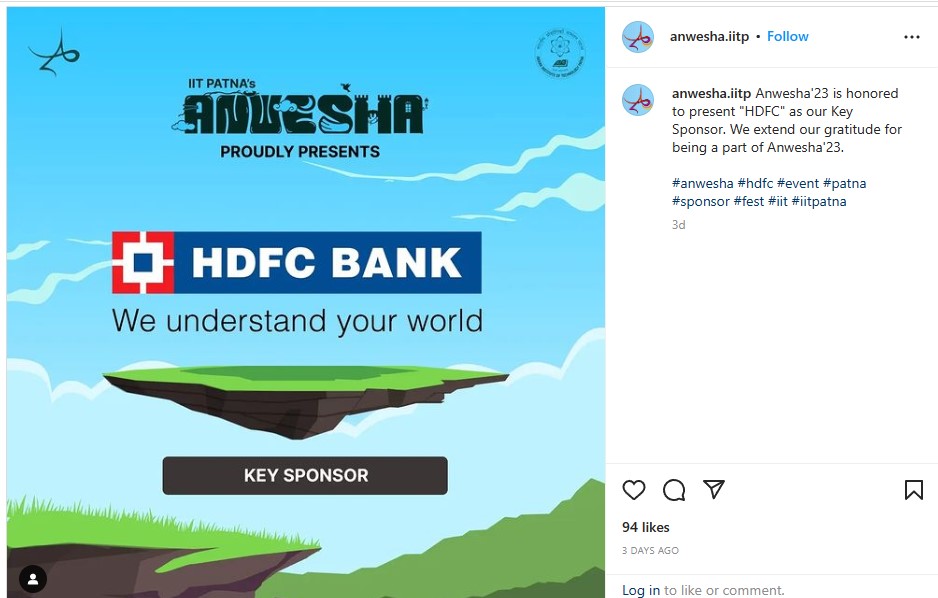 IIT PATNA's
ANWESHA
PROUDLY PRESENTS
HDFC BANK
We understand your world
KEY SPONSOR
anwesha.iitp • Follow
anwesha.iitp Anwesha'23 is honored
to present "HDFC" as our Key
Sponsor. We extend our gratitude for
being a part of Anwesha'23.
#anwesha #hdfc #event #patna
#sponsor #fest #iit #iitpatna
3d
94 likes
3 DAYS AGO
Log in to like or comment.